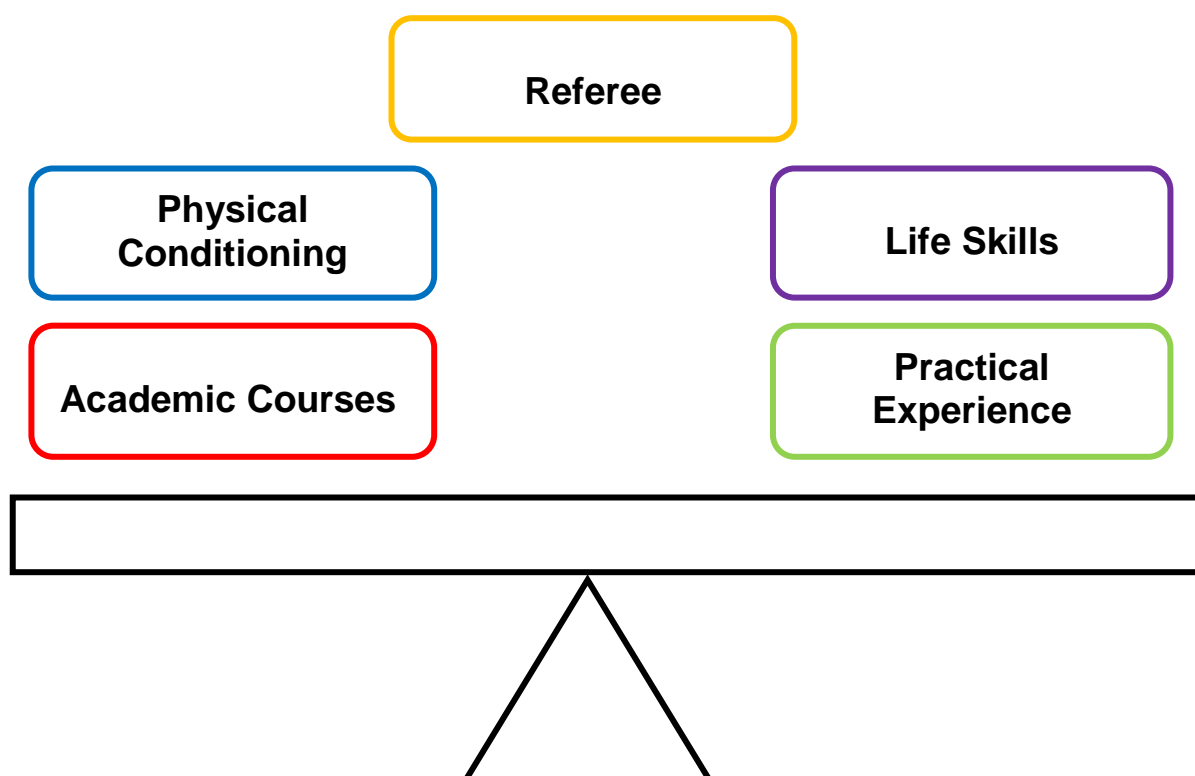 Referee
Physical
Conditioning
Life Skills
Academic Courses
Practical
Experience